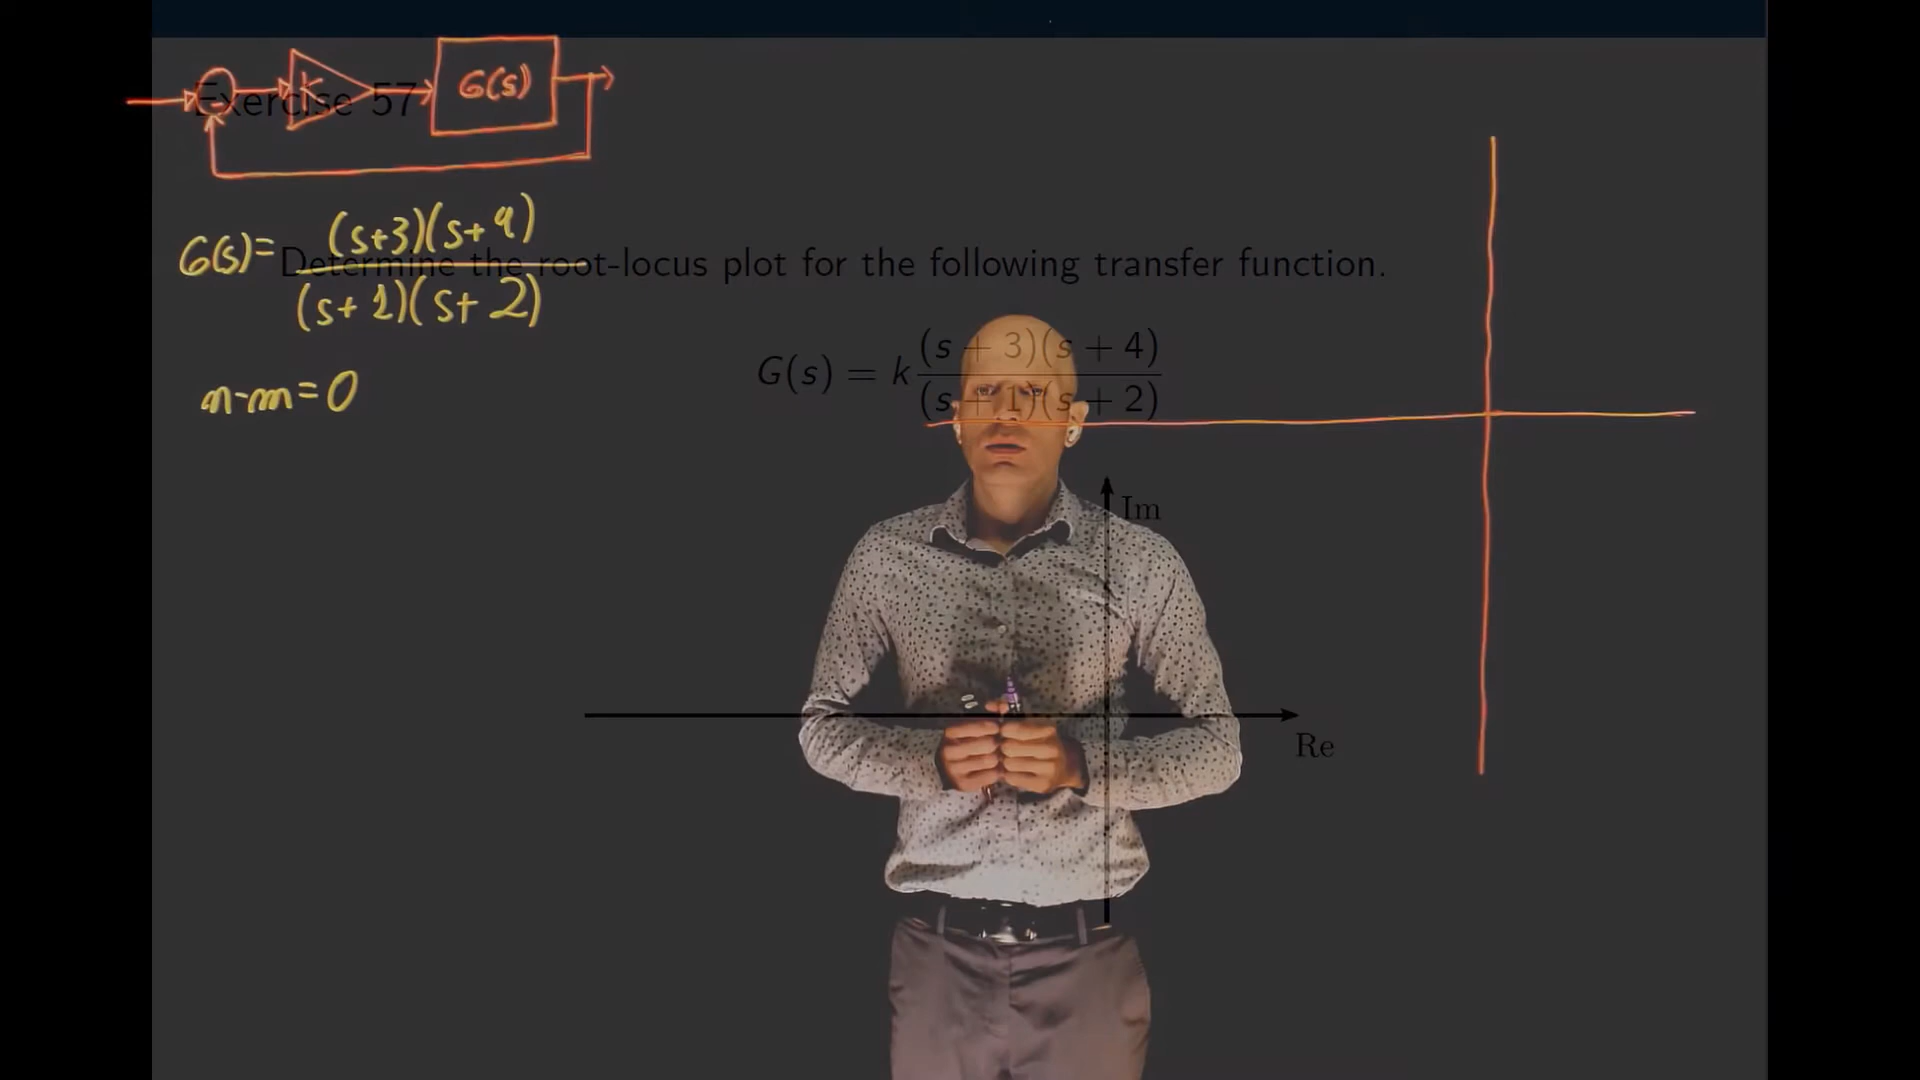 Exercise 57
K
G(s)
G(s)= (s+3)(s+4)
(s+1)(s+2)
Determine the root-locus plot for the following transfer function.
G(s) = k (s + 3)(s + 4)
(s + 1)(s + 2)
n-m=0
Im
Re